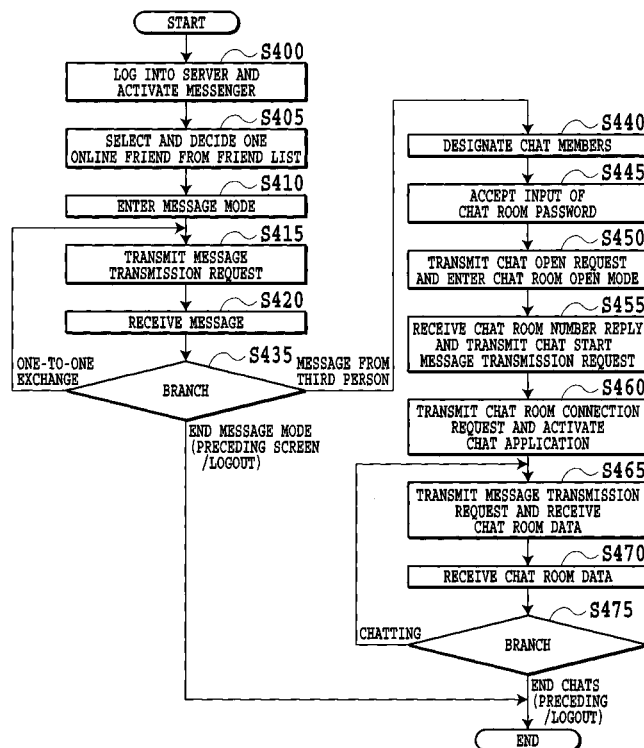 START
S400
LOG INTO SERVER AND
ACTIVATE MESSENGER
S405
SELECT AND DECIDE ONE
ONLINE FRIEND FROM FRIEND LIST
S410
ENTER MESSAGE MODE
S415
TRANSMIT MESSAGE
TRANSMISSION REQUEST
S420
RECEIVE MESSAGE
S435
ONE-TO-ONE
EXCHANGE
BRANCH
MESSAGE FROM
THIRD PERSON
END MESSAGE MODE
(PRECEDING SCREEN
/LOGOUT)
S440
DESIGNATE CHAT MEMBERS
S445
ACCEPT INPUT OF
CHAT ROOM PASSWORD
S450
TRANSMIT CHAT OPEN REQUEST
AND ENTER CHAT ROOM OPEN MODE
S455
RECEIVE CHAT ROOM NUMBER REPLY
AND TRANSMIT CHAT START
MESSAGE TRANSMISSION REQUEST
S460
TRANSMIT CHAT ROOM CONNECTION
REQUEST AND ACTIVATE
CHAT APPLICATION
S465
TRANSMIT MESSAGE TRANSMISSION
REQUEST AND RECEIVE
CHAT ROOM DATA
S470
RECEIVE CHAT ROOM DATA
S475
CHATTING
BRANCH
END CHATS
(PRECEDING
/LOGOUT)
END